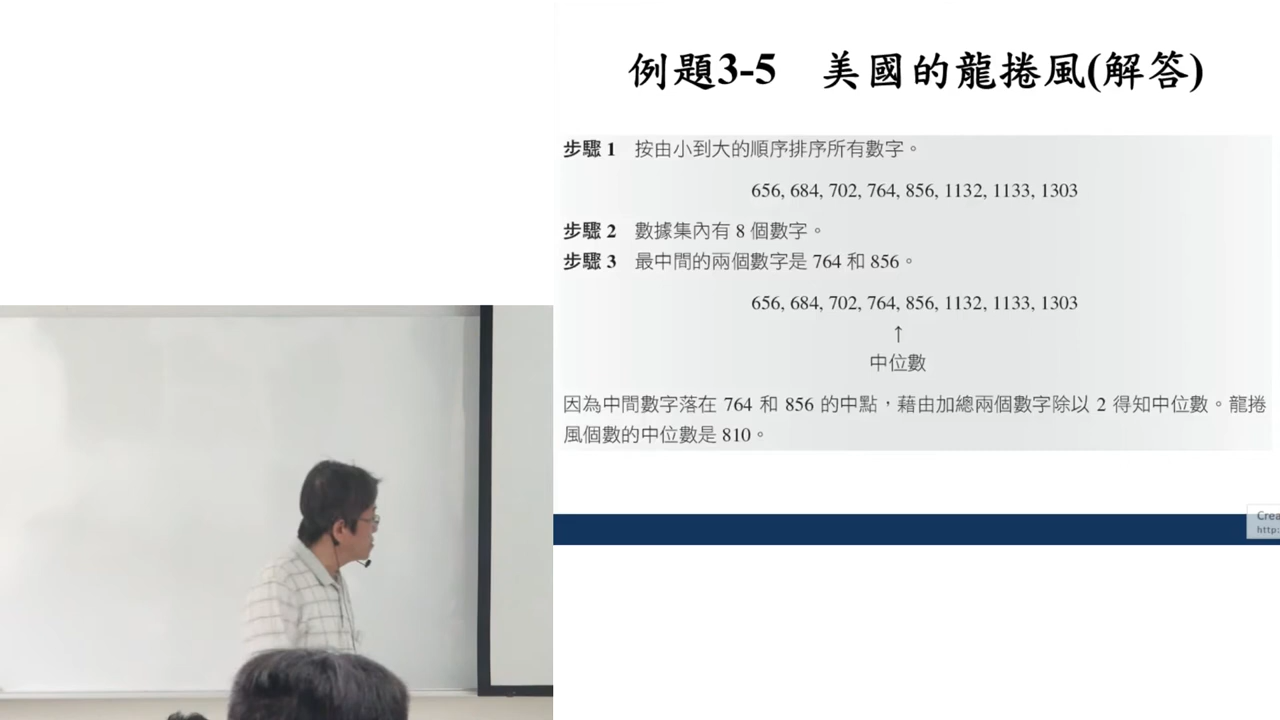 例題3-5 美國的龍捲風(解答)
步驟 1 按由小到大的順序排序所有數字。
656, 684, 702, 764, 856, 1132, 1133, 1303
步驟 2 數據集內有 8 個數字。
步驟 3 最中間的兩個數字是 764 和 856。
656, 684, 702, 764, 856, 1132, 1133, 1303
↑
中位數
因為中間數字落在 764 和 856 的中點，藉由加總兩個數字除以 2 得知中位數。龍捲
風個數的中位數是 810。
Crea
http: